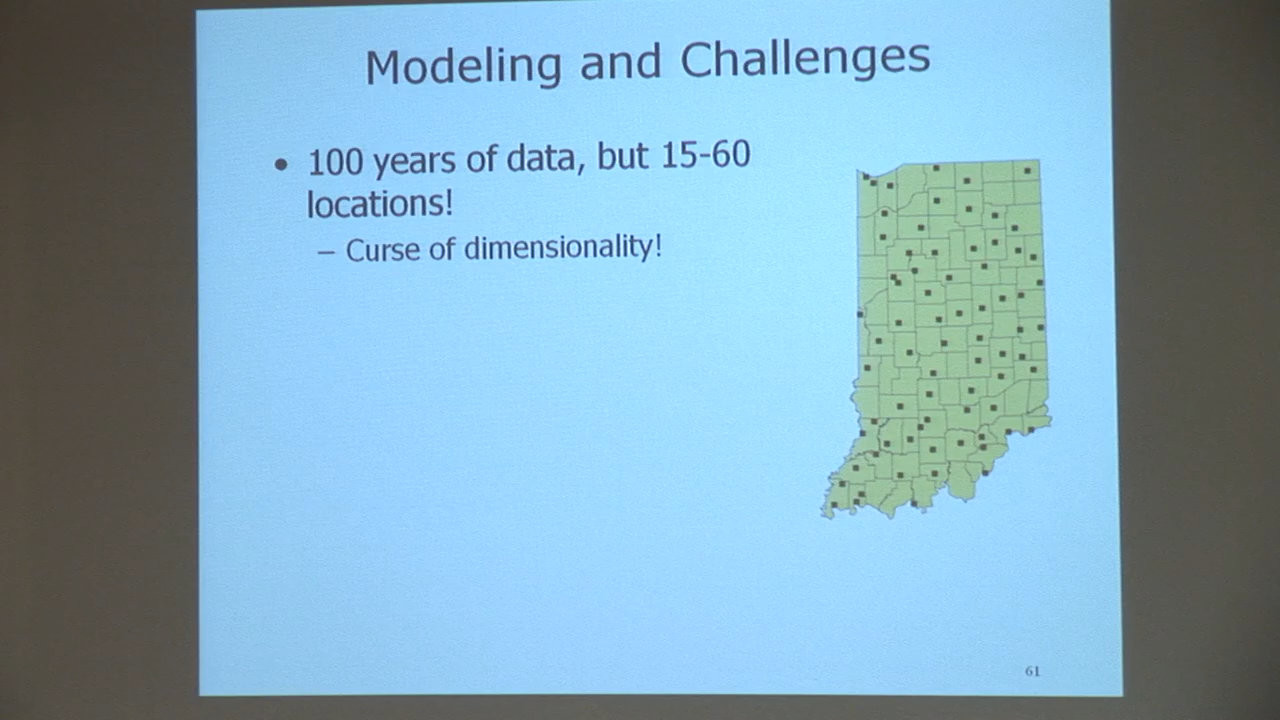 Modeling and Challenges
• 100 years of data, but 15-60
locations!
– Curse of dimensionality!
61